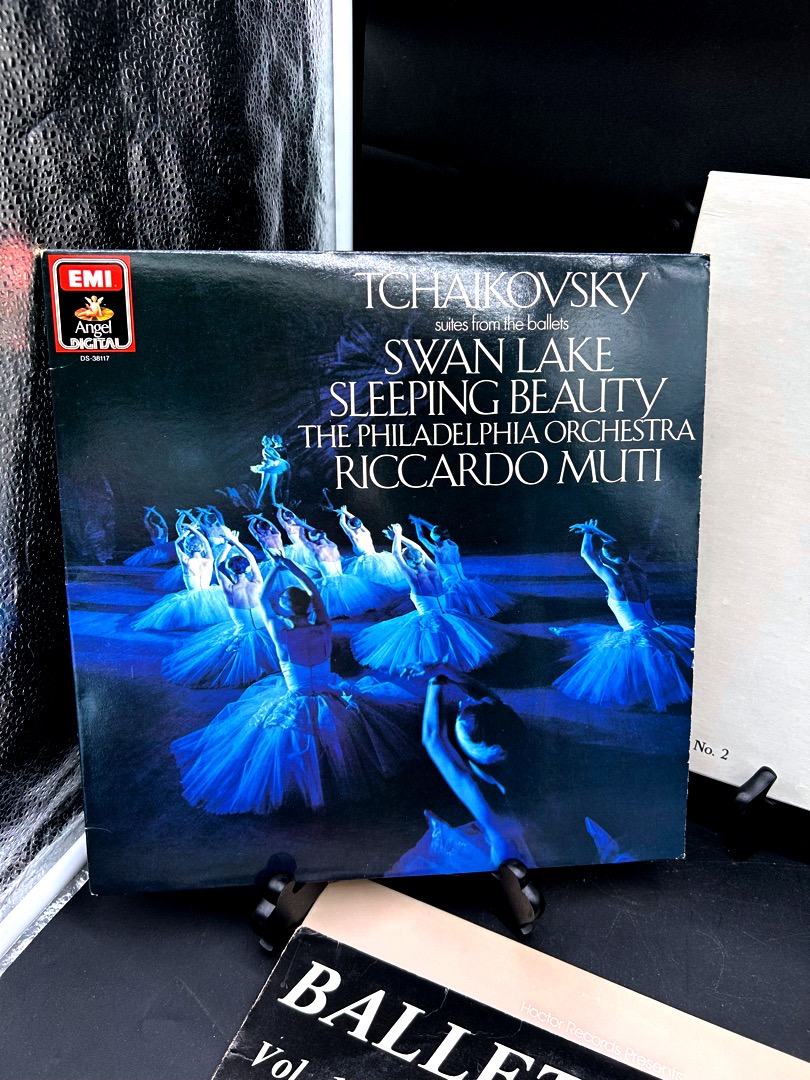 EMI
Angel
DIGITAL
DS-38117
TCHAIKOVSKY
suites from the ballets
SWAN LAKE
SLEEPING BEAUTY
THE PHILADELPHIA ORCHESTRA
RICCARDO MUTI
No. 2
Hoctor Records Presents
BALLET
Vol.